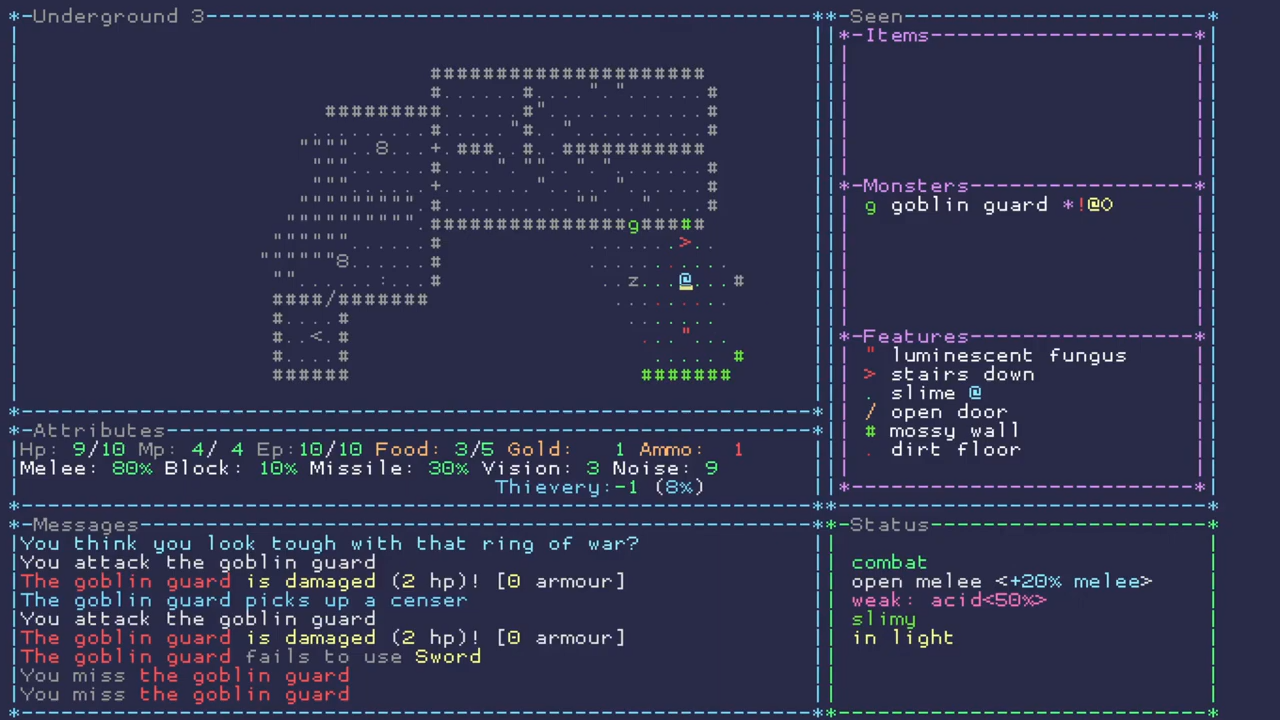 Underground 3
Seen
Items
Monsters
g goblin guard *!@O
Features
" luminescent fungus
> stairs down
. slime @
/ open door
# mossy wall
. dirt floor
Attributes
Hp: 9/10 Mp: 4/ 4 Ep:10/10 Food: 3/5 Gold: 1 Ammo: 1
Melee: 80% Block: 10% Missile: 30% Vision: 3 Noise: 9
Thievery:-1 (8%)
Messages
You think you look tough with that ring of war?
You attack the goblin guard
The goblin guard is damaged (2 hp)! [0 armour]
The goblin guard picks up a censer
You attack the goblin guard
The goblin guard is damaged (2 hp)! [0 armour]
The goblin guard fails to use Sword
You miss the goblin guard
You miss the goblin guard
Status
combat
open melee <+20% melee>
weak: acid<50%>
slimy
in light